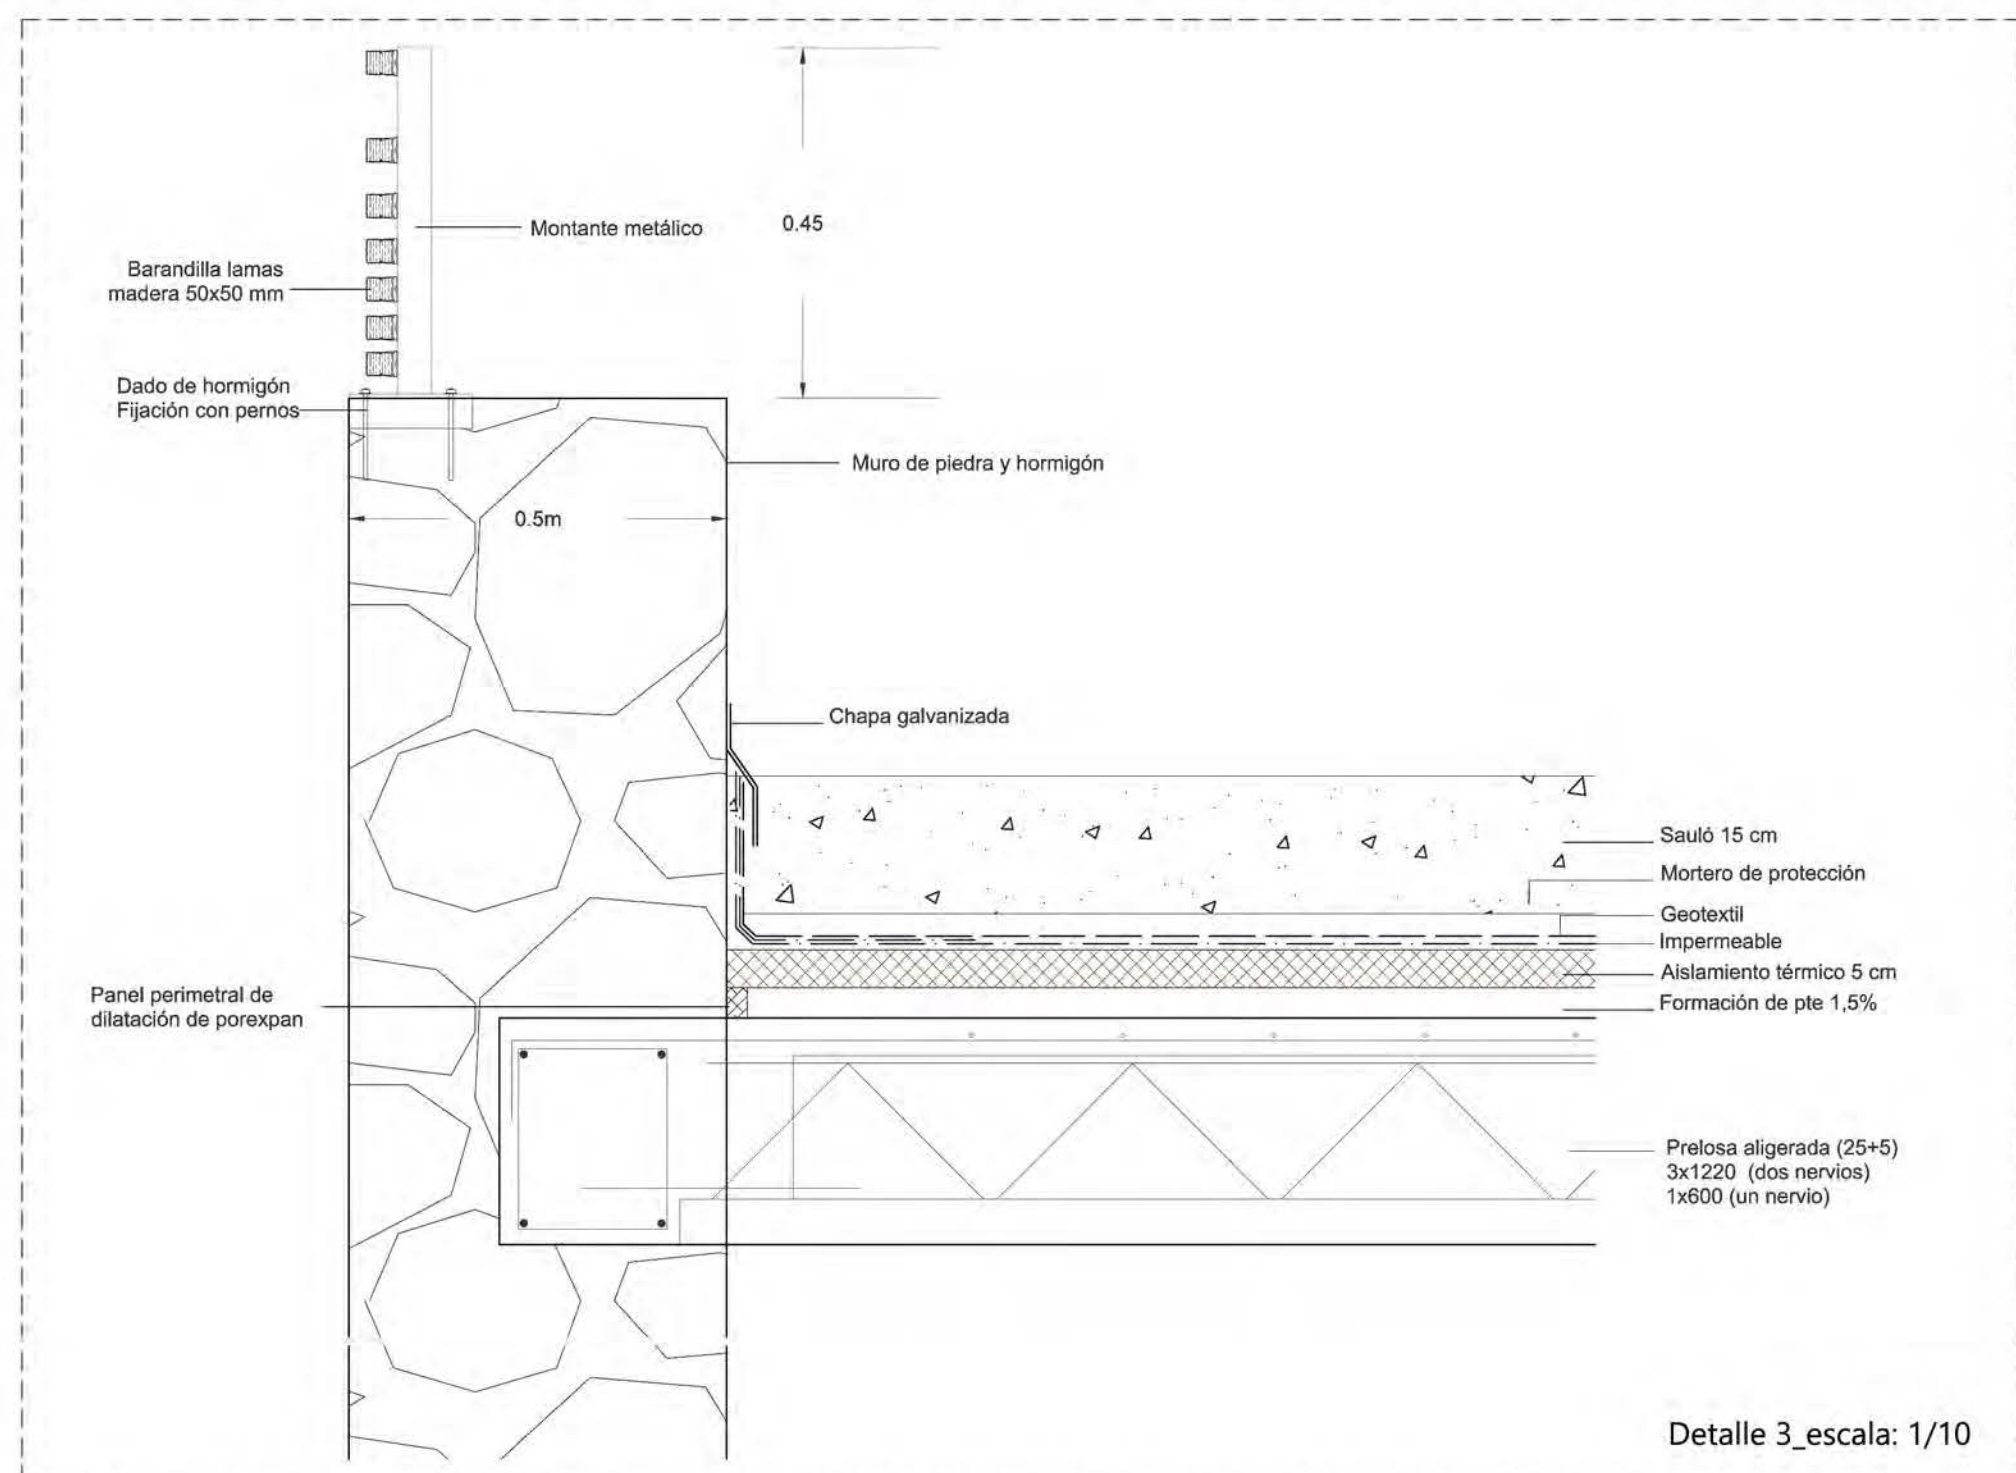 Montante metálico
0.45
Barandilla lamas
madera 50x50 mm
Dado de hormigón
Fijación con pernos
Muro de piedra y hormigón
0.5m
Chapa galvanizada
Sauló 15 cm
Mortero de protección
Geotextil
Impermeable
Aislamiento térmico 5 cm
Formación de pte 1,5%
Panel perimetral de
dilatación de porexpan
Prelosa aligerada (25+5)
3x1220 (dos nervios)
1x600 (un nervio)
Detalle 3_escala: 1/10